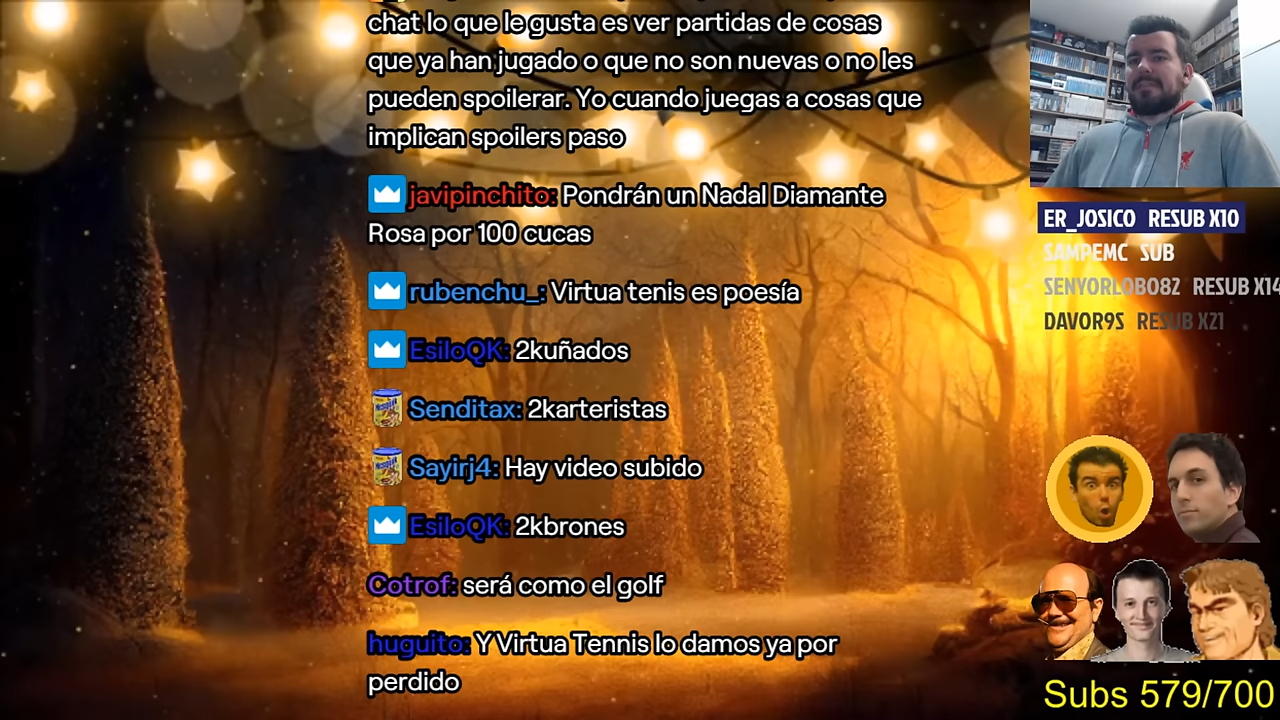 chat lo que le gusta es ver partidas de cosas
que ya han jugado o que no son nuevas o no les
pueden spoilerar. Yo cuando juegas a cosas que
implican spoilers paso
javipinchito: Pondrán un Nadal Diamante
Rosa por 100 cucas
rubenchu_: Virtua tenis es poesía
EsiloQK: 2kuñados
Senditax: 2karteristas
Sayirj4: Hay video subido
EsiloQK: 2kbrones
Cotrof: será como el golf
huguito: Y Virtua Tennis lo damos ya por
perdido
ER_JOSICO RESUB X10
SAMPEMC SUB
SENYORLOBO82 RESUB X14
DAVOR9S RESUB X21
Subs 579/700